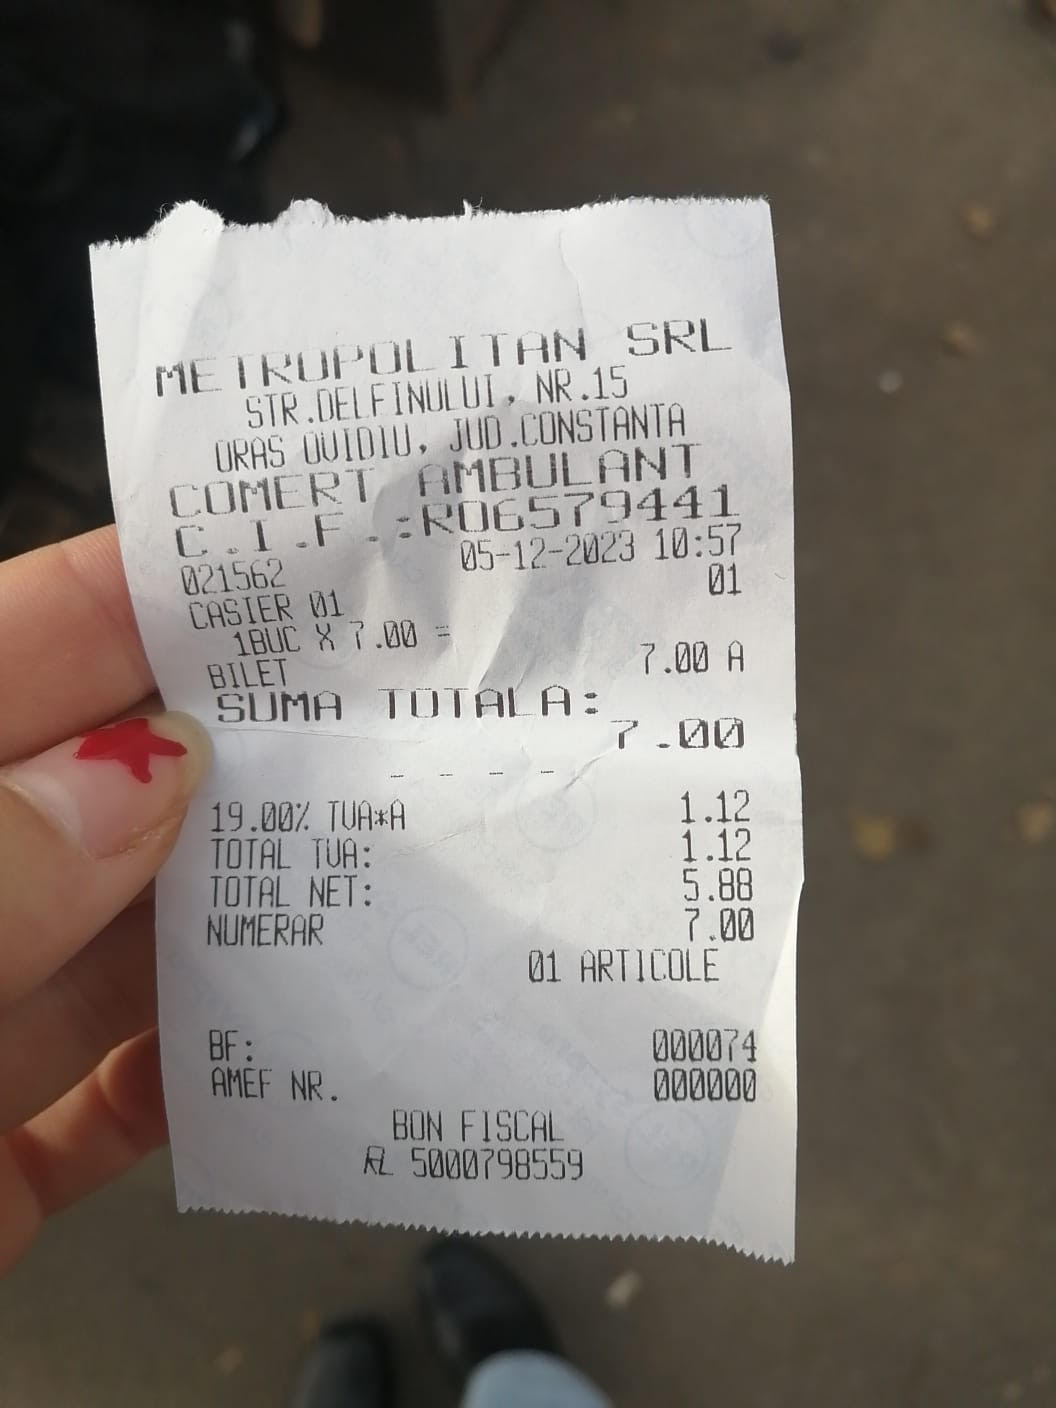 METROPOLITAN SRL
STR.DELFINULUI, NR.15
ORAS OVIDIU, JUD.CONSTANTA
COMERT AMBULANT
C.I.F.:RO6579441
05-12-2023 10:57
021562 01
CASIER 01
1BUC X 7.00 =
BILET 7.00 A
SUMA TOTALA:
7.00
- - - -
19.00% TVA*A 1.12
TOTAL TVA: 1.12
TOTAL NET: 5.88
NUMERAR 7.00
01 ARTICOLE
BF: 000074
AMEF NR. 000000
BON FISCAL
5000798559